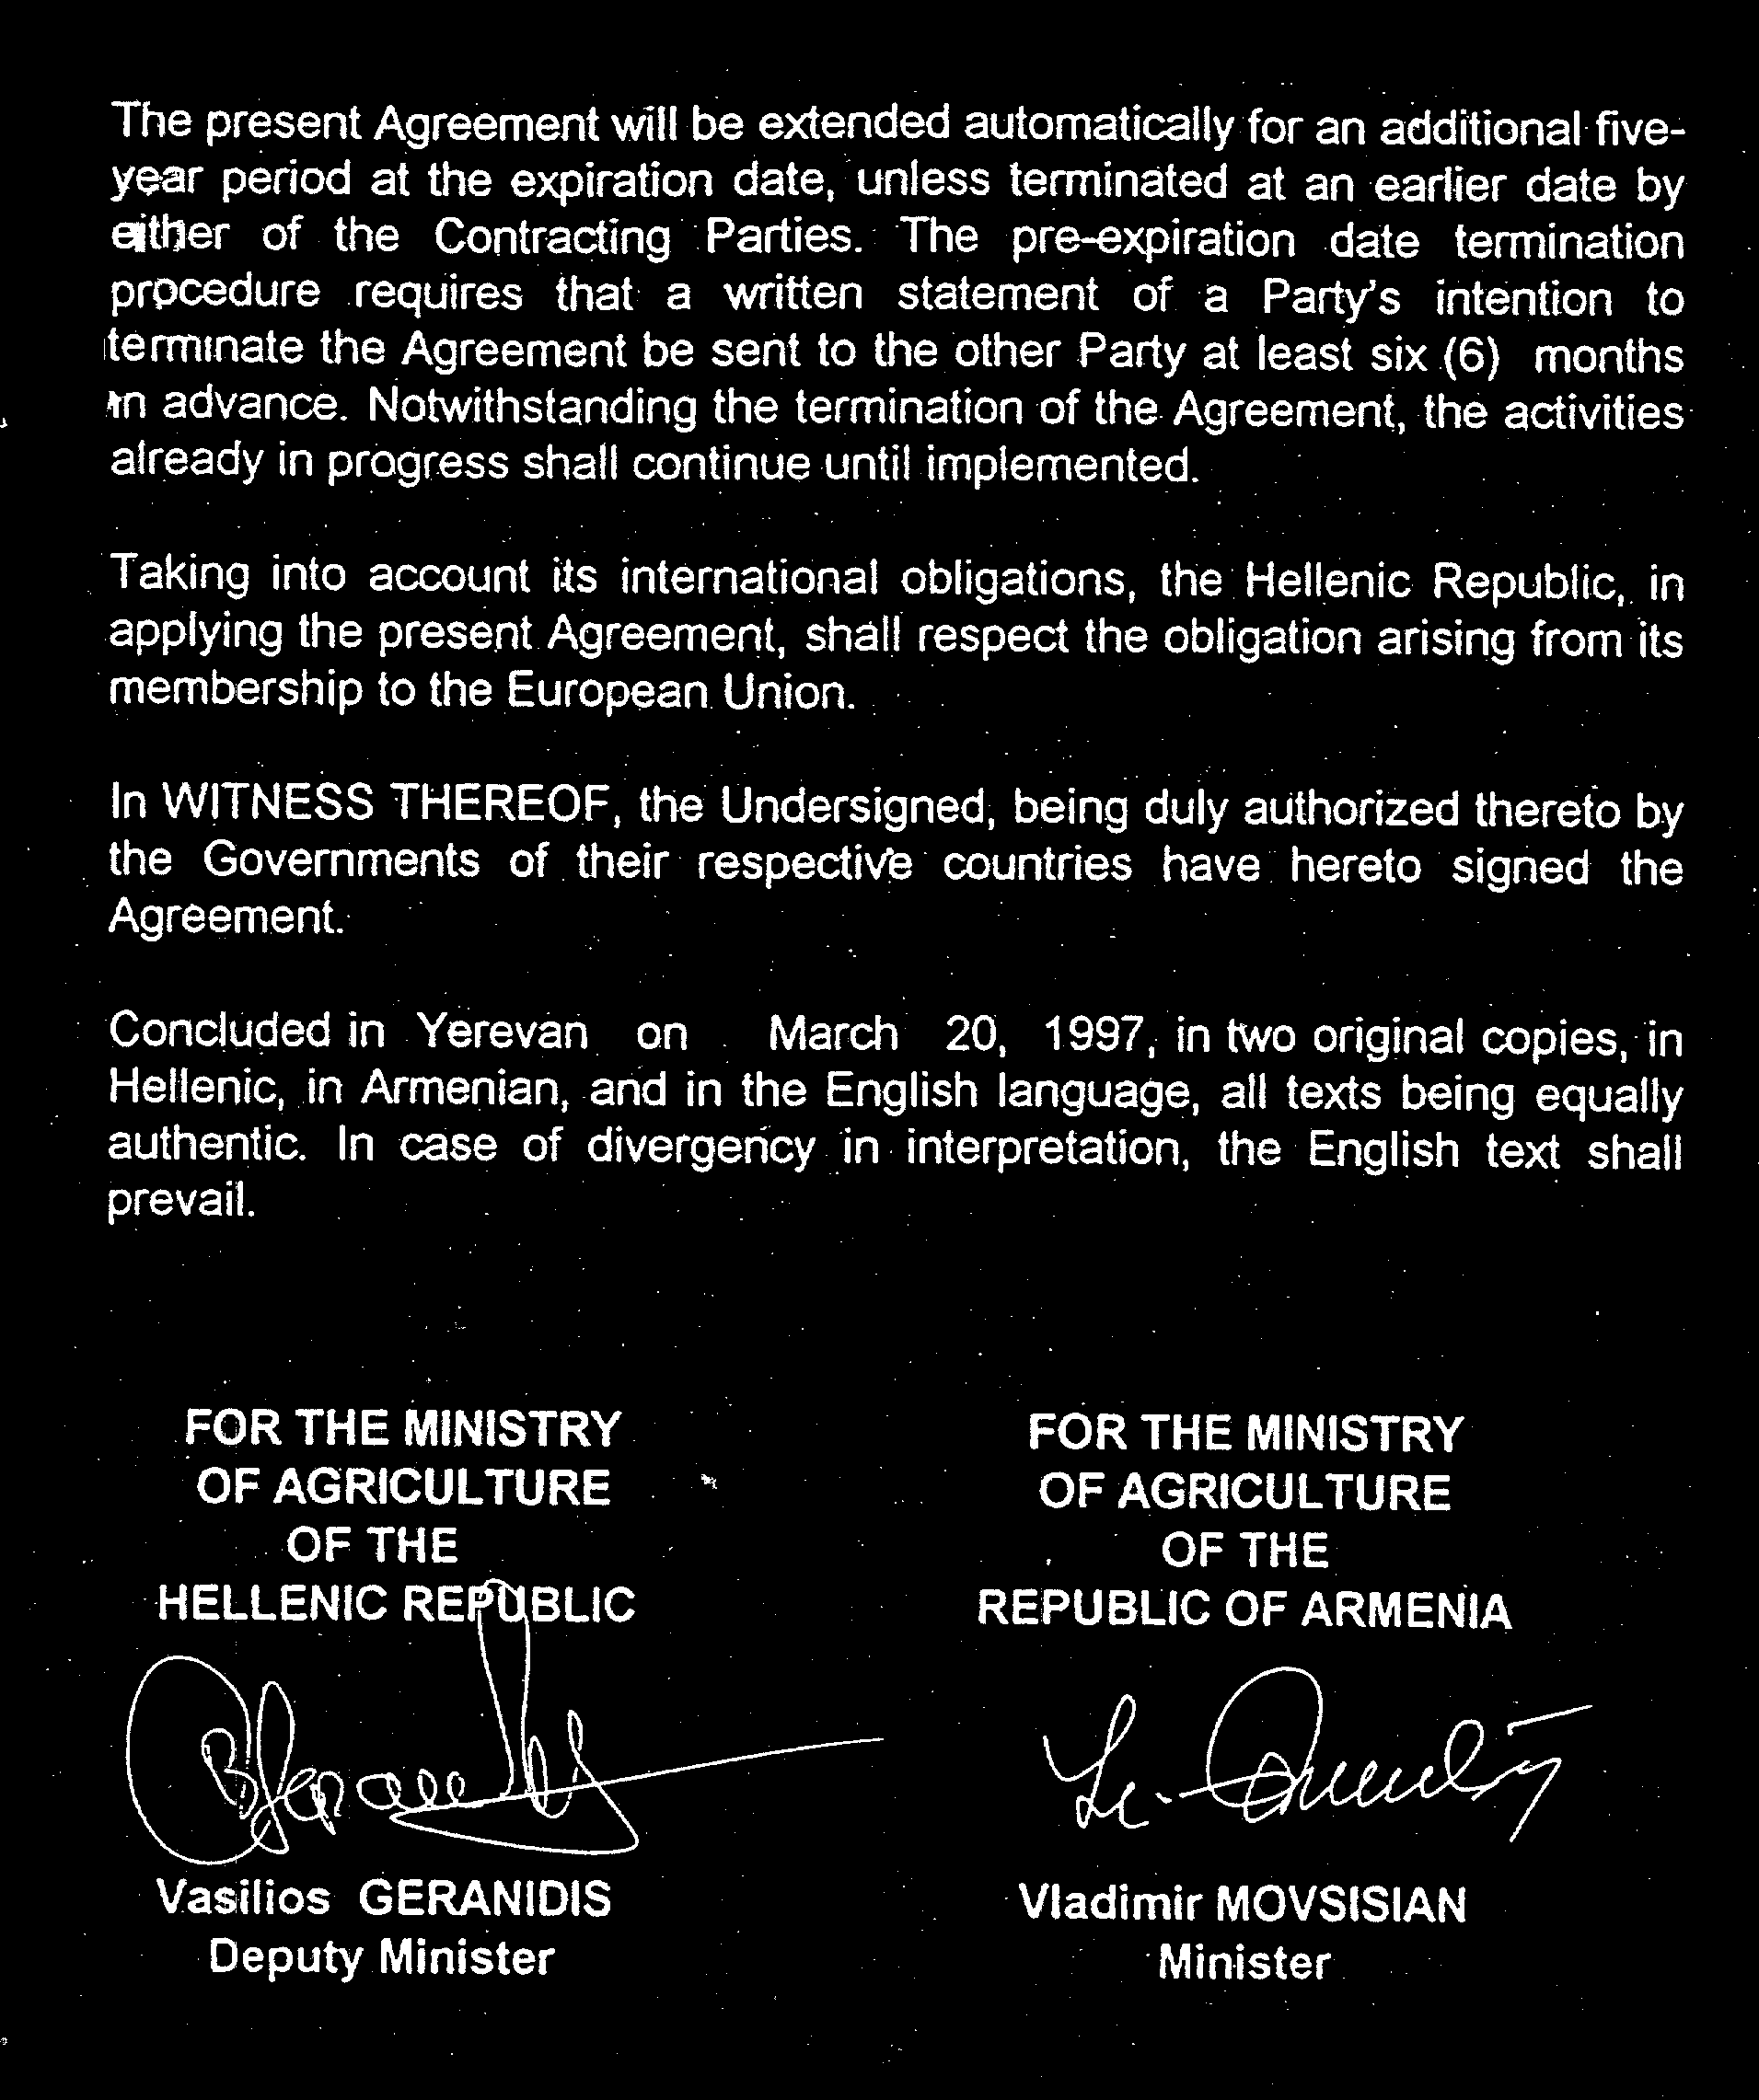 The present Agreement will be extended automatically for an additional five-
year period at the expiration date, unless terminated at an earlier date by
either of the Contracting Parties. The pre-expiration date termination
procedure requires that a written statement of a Party's intention to
terminate the Agreement be sent to the other Party at least six (6) months
in advance. Notwithstanding the termination of the Agreement, the activities
already in progress shall continue until implemented.
Taking into account its international obligations, the Hellenic Republic, in
applying the present Agreement, shall respect the obligation arising from its
membership to the European Union.
In WITNESS THEREOF, the Undersigned, being duly authorized thereto by
the Governments of their respective countries have hereto signed the
Agreement.
Concluded in Yerevan on March 20, 1997, in two original copies, in
Hellenic, in Armenian, and in the English language, all texts being equally
authentic. In case of divergency in interpretation, the English text shall
prevail.
FOR THE MINISTRY
OF AGRICULTURE
OF THE
HELLENIC REPUBLIC
Vasilios GERANIDIS
Deputy Minister
FOR THE MINISTRY
OF AGRICULTURE
OF THE
REPUBLIC OF ARMENIA
Vladimir MOVSISIAN
Minister